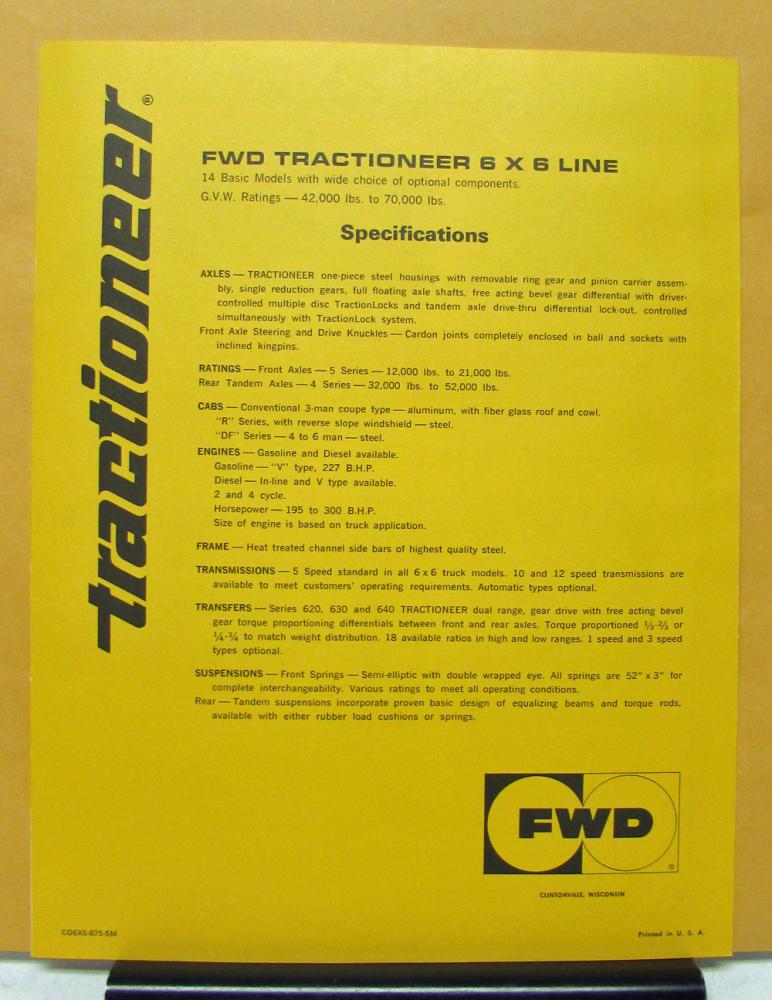 tractioneer®
FWD TRACTIONEER 6 X 6 LINE
14 Basic Models with wide choice of optional components.
G.V.W. Ratings — 42,000 lbs. to 70,000 lbs.
Specifications
AXLES — TRACTIONEER one-piece steel housings with removable ring gear and pinion carrier assem-
bly, single reduction gears, full floating axle shafts, free acting bevel gear differential with driver-
controlled multiple disc TractionLocks and tandem axle drive-thru differential lock-out, controlled
simultaneously with TractionLock system.
Front Axle Steering and Drive Knuckles — Cardon joints completely enclosed in ball and sockets with
inclined kingpins.
RATINGS — Front Axles — 5 Series — 12,000 lbs. to 21,000 lbs.
Rear Tandem Axles — 4 Series — 32,000 lbs. to 52,000 lbs.
CABS — Conventional 3-man coupe type — aluminum, with fiber glass roof and cowl.
"R" Series, with reverse slope windshield — steel.
"DF" Series — 4 to 6 man — steel.
ENGINES — Gasoline and Diesel available.
Gasoline — "V" type, 227 B.H.P.
Diesel — In-line and V type available.
2 and 4 cycle.
Horsepower — 195 to 300 B.H.P.
Size of engine is based on truck application.
FRAME — Heat treated channel side bars of highest quality steel.
TRANSMISSIONS — 5 Speed standard in all 6 x 6 truck models. 10 and 12 speed transmissions are
available to meet customers' operating requirements. Automatic types optional.
TRANSFERS — Series 620, 630 and 640 TRACTIONEER dual range, gear drive with free acting bevel
gear torque proportioning differentials between front and rear axles. Torque proportioned ⅓-⅔ or
¼-¾ to match weight distribution. 18 available ratios in high and low ranges. 1 speed and 3 speed
types optional.
SUSPENSIONS — Front Springs — Semi-elliptic with double wrapped eye. All springs are 52" x 3" for
complete interchangeability. Various ratings to meet all operating conditions.
Rear — Tandem suspensions incorporate proven basic design of equalizing beams and torque rods,
available with either rubber load cushions or springs.
FWD®
CLINTONVILLE, WISCONSIN
CO6X6-875-5M
Printed in U. S. A.